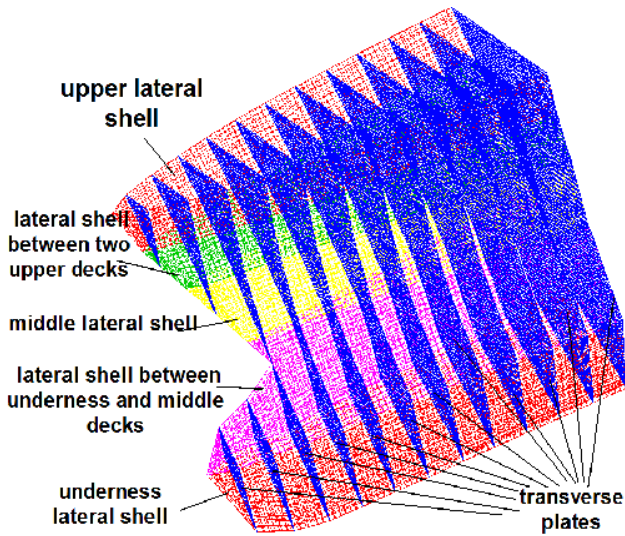 upper lateral
shell
lateral shell
between two
upper decks
middle lateral shell
lateral shell between
underness and middle
decks
underness
lateral shell
transverse
plates